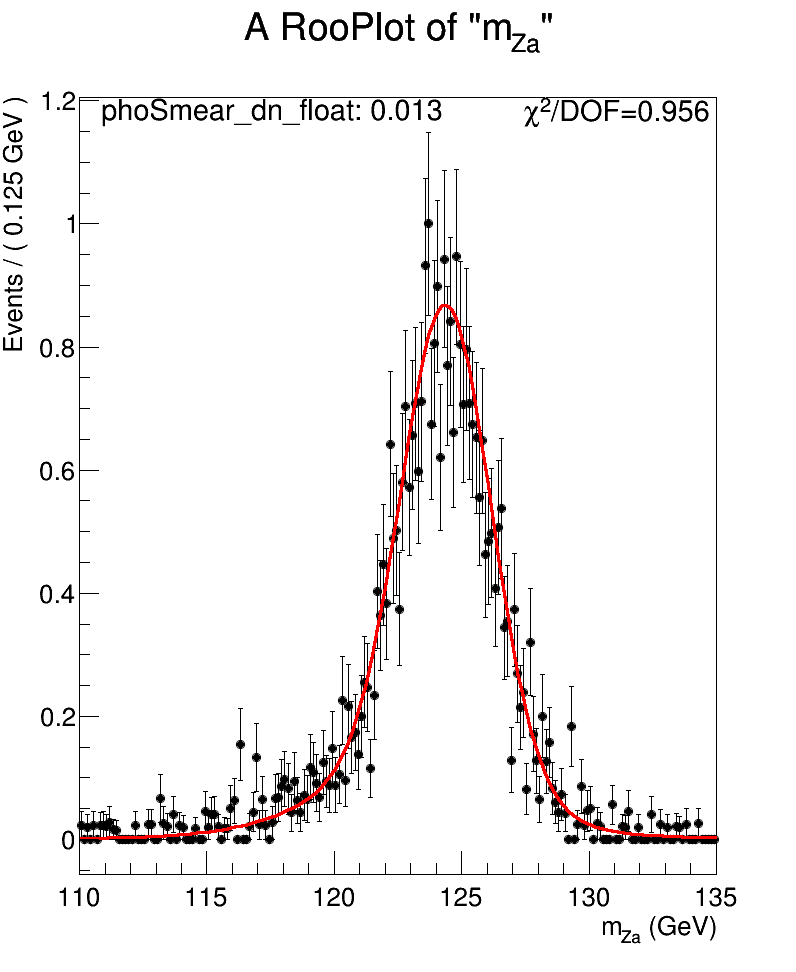 A RooPlot of "m_Za"
phoSmear_dn_float: 0.013
χ²/DOF=0.956
Events / ( 0.125 GeV )
1.2
1
0.8
0.6
0.4
0.2
0
110 115 120 125 130 135
m_Za (GeV)